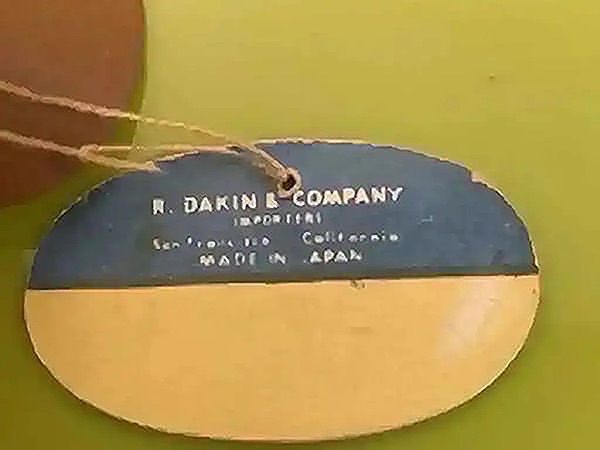 R. DAKIN & COMPANY
IMPORTERS
San Francisco California
MADE IN JAPAN